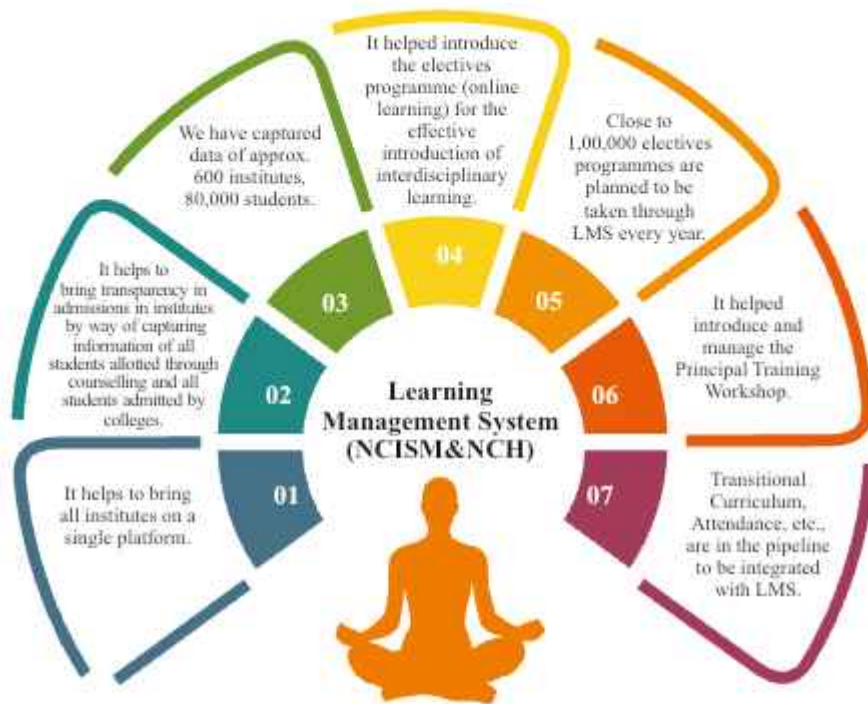 Learning
Management System
(NCISM&NCH)
01
It helps to bring
all institutes on a
single platform.
02
It helps to
bring transparency in
admissions in institutes
by way of capturing
information of all
students allotted through
counselling and all
students admitted by
colleges.
03
We have captured
data of approx.
600 institutes,
80,000 students.
04
It helped introduce
the electives
programme (online
learning) for the
effective
introduction of
interdisciplinary
learning.
05
Close to
1,00,000 electives
programmes are
planned to be
taken through
LMS every year.
06
It helped
introduce and
manage the
Principal Training
Workshop.
07
Transitional
Curriculum,
Attendance, etc.,
are in the pipeline
to be integrated
with LMS.